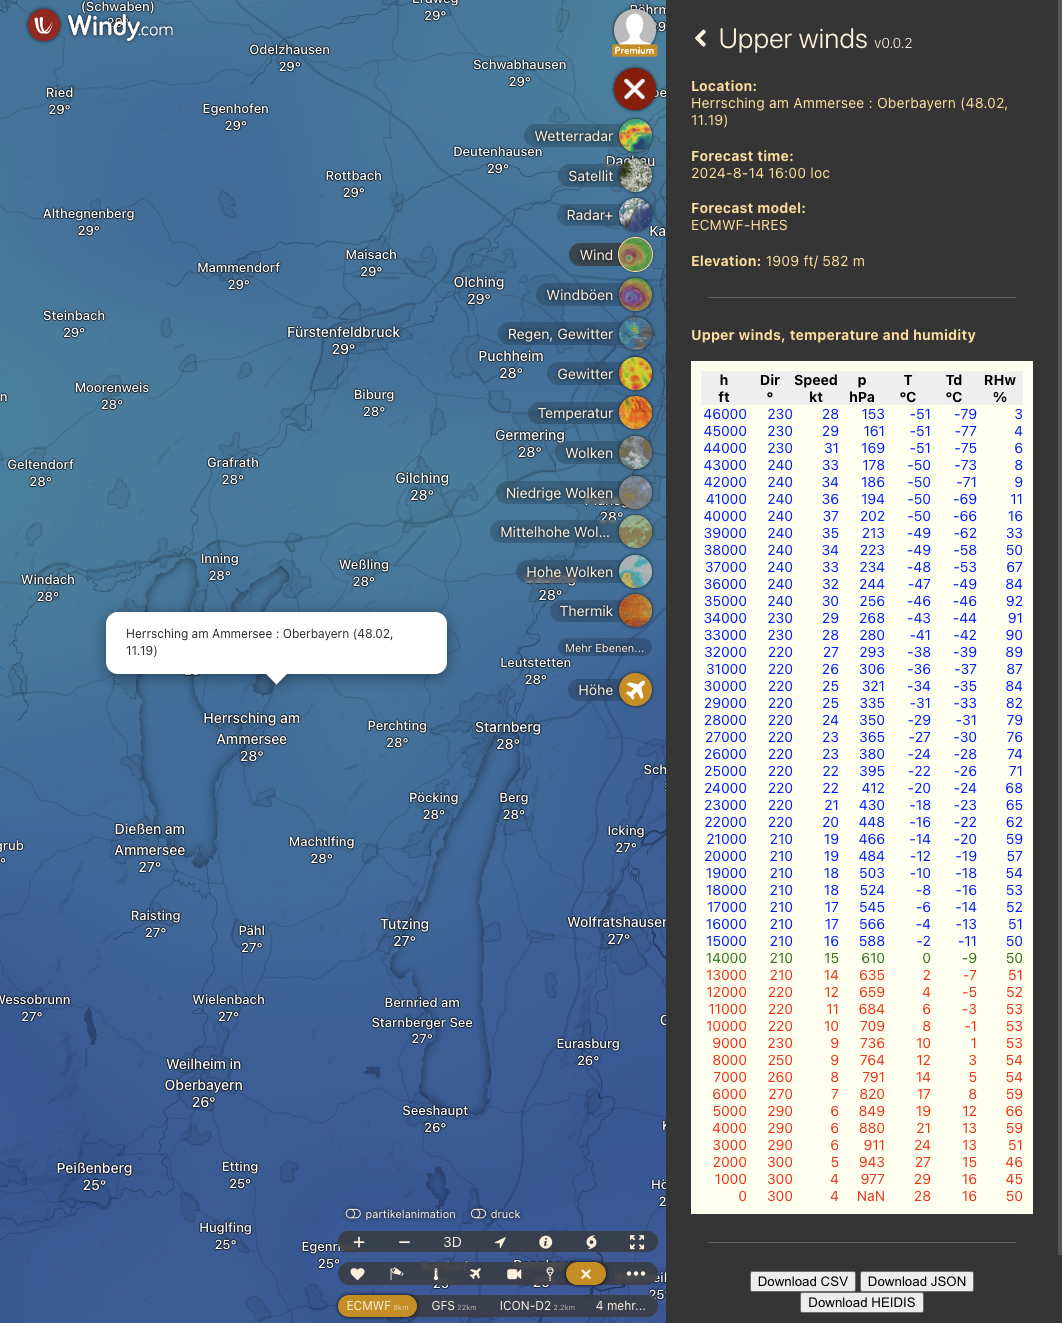 (Schwaben)
Windy.com
Erdweg
29°
Premium
Odelzhausen
29°
Schwabhausen
29°
Ried
29°
Egenhofen
29°
Wetterradar
Deutenhausen
29°
Dachau
Rottbach
29°
Satellit
Althegnenberg
29°
Radar+
Maisach
29°
Wind
Mammendorf
29°
Olching
29°
Windböen
Steinbach
29°
Fürstenfeldbruck
29°
Regen, Gewitter
Puchheim
28°
Gewitter
Moorenweis
28°
Biburg
28°
Temperatur
Germering
28°
Wolken
Geltendorf
28°
Grafrath
28°
Gilching
28°
Niedrige Wolken
28°
Mittelhohe Wol...
Inning
28°
Weßling
28°
Windach
28°
Hohe Wolken
28°
Thermik
Herrsching am Ammersee : Oberbayern (48.02,
11.19)
Mehr Ebenen...
Leutstetten
28°
Höhe
Herrsching am
Ammersee
28°
Perchting
28°
Starnberg
28°
Sch
Pöcking
28°
Berg
28°
Dießen am
Ammersee
27°
Machtlfing
28°
Icking
27°
grub
Raisting
27°
Pähl
27°
Tutzing
27°
Wolfratshausen
27°
Wessobrunn
27°
Wielenbach
27°
Bernried am
Starnberger See
27°
Eurasburg
26°
Weilheim in
Oberbayern
26°
Seeshaupt
26°
Peißenberg
25°
Etting
25°
Huglfing
25°
Egenri
25°
partikelanimation
druck
+ − 3D
ECMWF 9km
GFS 22km
ICON-D2 2.2km
4 mehr...
Upper winds v0.0.2
Location:
Herrsching am Ammersee : Oberbayern (48.02,
11.19)
Forecast time:
2024-8-14 16:00 loc
Forecast model:
ECMWF-HRES
Elevation: 1909 ft/ 582 m
Upper winds, temperature and humidity
h Dir Speed p T Td RHw
ft ° kt hPa °C °C %
46000 230 28 153 -51 -79 3
45000 230 29 161 -51 -77 4
44000 230 31 169 -51 -75 6
43000 240 33 178 -50 -73 8
42000 240 34 186 -50 -71 9
41000 240 36 194 -50 -69 11
40000 240 37 202 -50 -66 16
39000 240 35 213 -49 -62 33
38000 240 34 223 -49 -58 50
37000 240 33 234 -48 -53 67
36000 240 32 244 -47 -49 84
35000 240 30 256 -46 -46 92
34000 230 29 268 -43 -44 91
33000 230 28 280 -41 -42 90
32000 220 27 293 -38 -39 89
31000 220 26 306 -36 -37 87
30000 220 25 321 -34 -35 84
29000 220 25 335 -31 -33 82
28000 220 24 350 -29 -31 79
27000 220 23 365 -27 -30 76
26000 220 23 380 -24 -28 74
25000 220 22 395 -22 -26 71
24000 220 22 412 -20 -24 68
23000 220 21 430 -18 -23 65
22000 220 20 448 -16 -22 62
21000 210 19 466 -14 -20 59
20000 210 19 484 -12 -19 57
19000 210 18 503 -10 -18 54
18000 210 18 524 -8 -16 53
17000 210 17 545 -6 -14 52
16000 210 17 566 -4 -13 51
15000 210 16 588 -2 -11 50
14000 210 15 610 0 -9 50
13000 210 14 635 2 -7 51
12000 220 12 659 4 -5 52
11000 220 11 684 6 -3 53
10000 220 10 709 8 -1 53
9000 230 9 736 10 1 53
8000 250 9 764 12 3 54
7000 260 8 791 14 5 54
6000 270 7 820 17 8 59
5000 290 6 849 19 12 66
4000 290 6 880 21 13 59
3000 290 6 911 24 13 51
2000 300 5 943 27 15 46
1000 300 4 977 29 16 45
0 300 4 NaN 28 16 50
Download CSV
Download JSON
Download HEIDIS